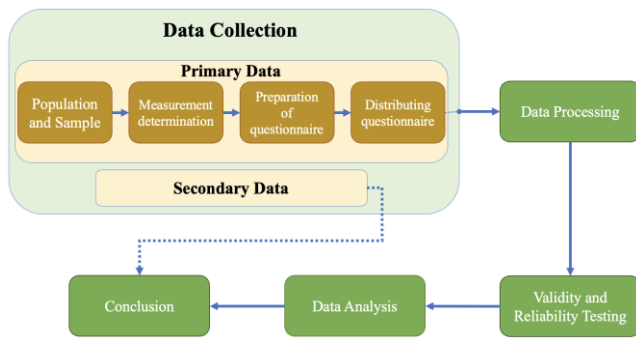 Data Collection
Primary Data
Population
and Sample
Measurement
determination
Preparation
of
questionnaire
Distributing
questionnaire
Data Processing
Secondary Data
Conclusion
Data Analysis
Validity and
Reliability Testing